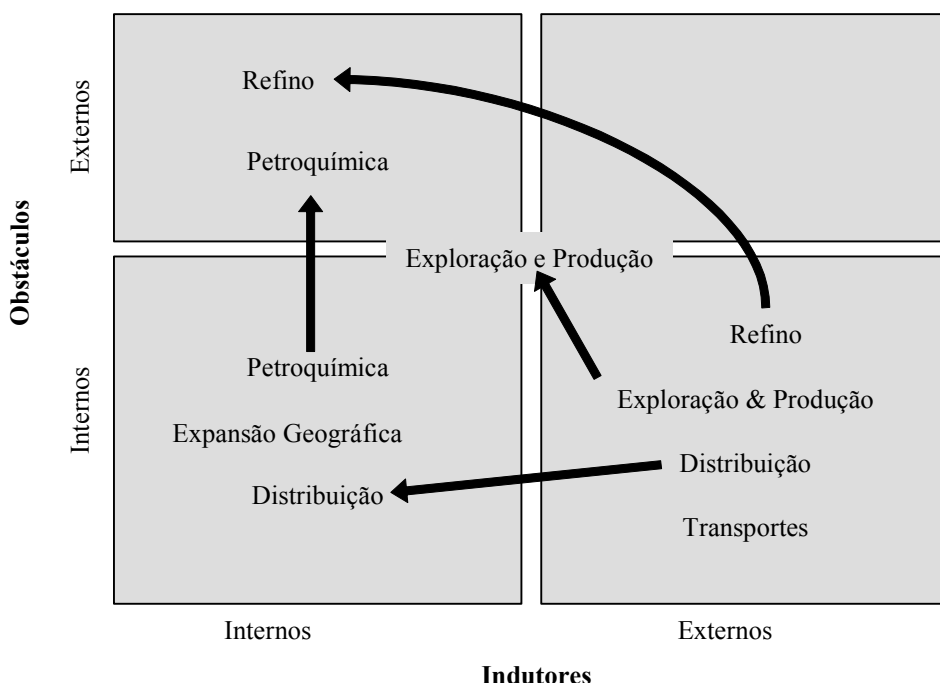 Refino
Externos
Petroquímica
Obstáculos
Exploração e Produção
Refino
Petroquímica
Internos
Exploração & Produção
Expansão Geográfica
Distribuição
Distribuição
Transportes
Internos
Externos
Indutores